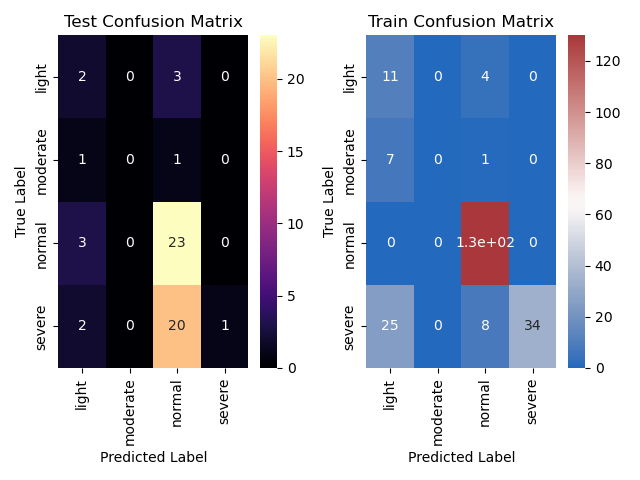 Test Confusion Matrix
True Label
light
moderate
normal
severe
2 0 3 0
1 0 1 0
3 0 23 0
2 0 20 1
light moderate normal severe
Predicted Label
20
15
10
5
0
Train Confusion Matrix
True Label
light
moderate
normal
severe
11 0 4 0
7 0 1 0
0 0 1.3e+02 0
25 0 8 34
light moderate normal severe
Predicted Label
120
100
80
60
40
20
0